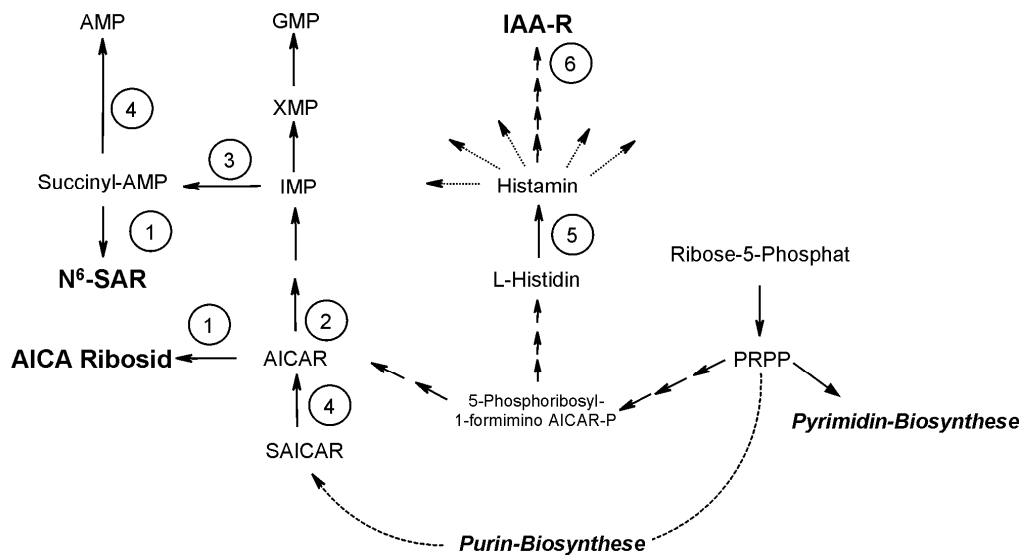 AMP
GMP
IAA-R
6
4
XMP
3
Succinyl-AMP
IMP
Histamin
1
5
Ribose-5-Phosphat
N⁶-SAR
L-Histidin
1
2
AICA Ribosid
AICAR
PRPP
4
5-Phosphoribosyl-
1-formimino AICAR-P
Pyrimidin-Biosynthese
SAICAR
Purin-Biosynthese